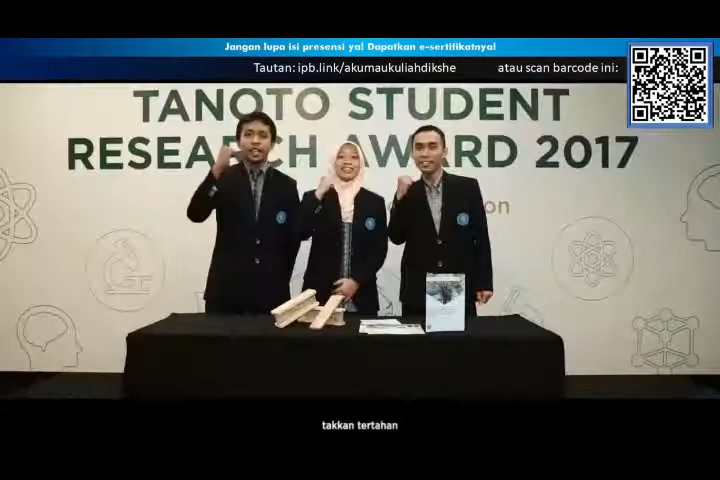 Jangan lupa isi presensi ya! Dapatkan e-sertifikatnya!
Tautan: ipb.link/akumaukuliahdikshe atau scan barcode ini:
TANOTO STUDENT
RESEARCH AWARD 2017
on
takkan tertahan